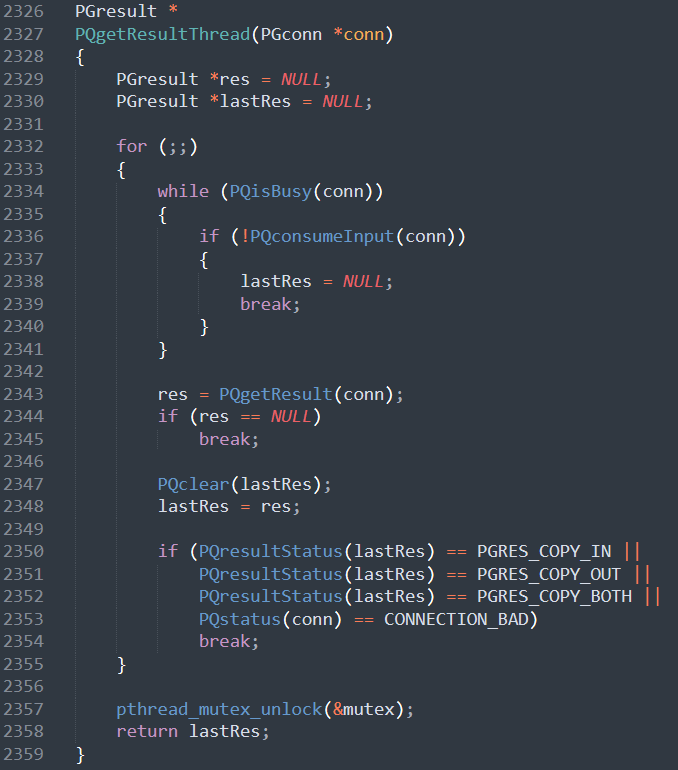 2326 PGresult *
2327 PQgetResultThread(PGconn *conn)
2328 {
2329     PGresult *res = NULL;
2330     PGresult *lastRes = NULL;
2331
2332     for (;;)
2333     {
2334         while (PQisBusy(conn))
2335         {
2336             if (!PQconsumeInput(conn))
2337             {
2338                 lastRes = NULL;
2339                 break;
2340             }
2341         }
2342
2343         res = PQgetResult(conn);
2344         if (res == NULL)
2345             break;
2346
2347         PQclear(lastRes);
2348         lastRes = res;
2349
2350         if (PQresultStatus(lastRes) == PGRES_COPY_IN ||
2351             PQresultStatus(lastRes) == PGRES_COPY_OUT ||
2352             PQresultStatus(lastRes) == PGRES_COPY_BOTH ||
2353             PQstatus(conn) == CONNECTION_BAD)
2354             break;
2355     }
2356
2357     pthread_mutex_unlock(&mutex);
2358     return lastRes;
2359 }